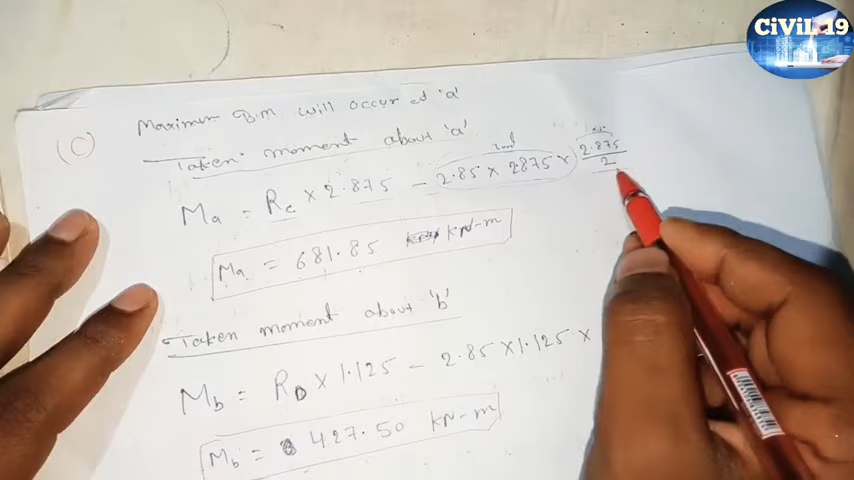 CiViL 19
(C) Maximum B.M will occur at 'a'
Taken moment about 'a'
Load
Ma = Rc × 2.875 - 2.85 × 2.875 × 2.875/2
Ma = 681.85 kN-m
Taken moment about 'b'
Mb = RD × 1.125 - 2.85 × 1.125 ×
Mb = 427.50 kN-m